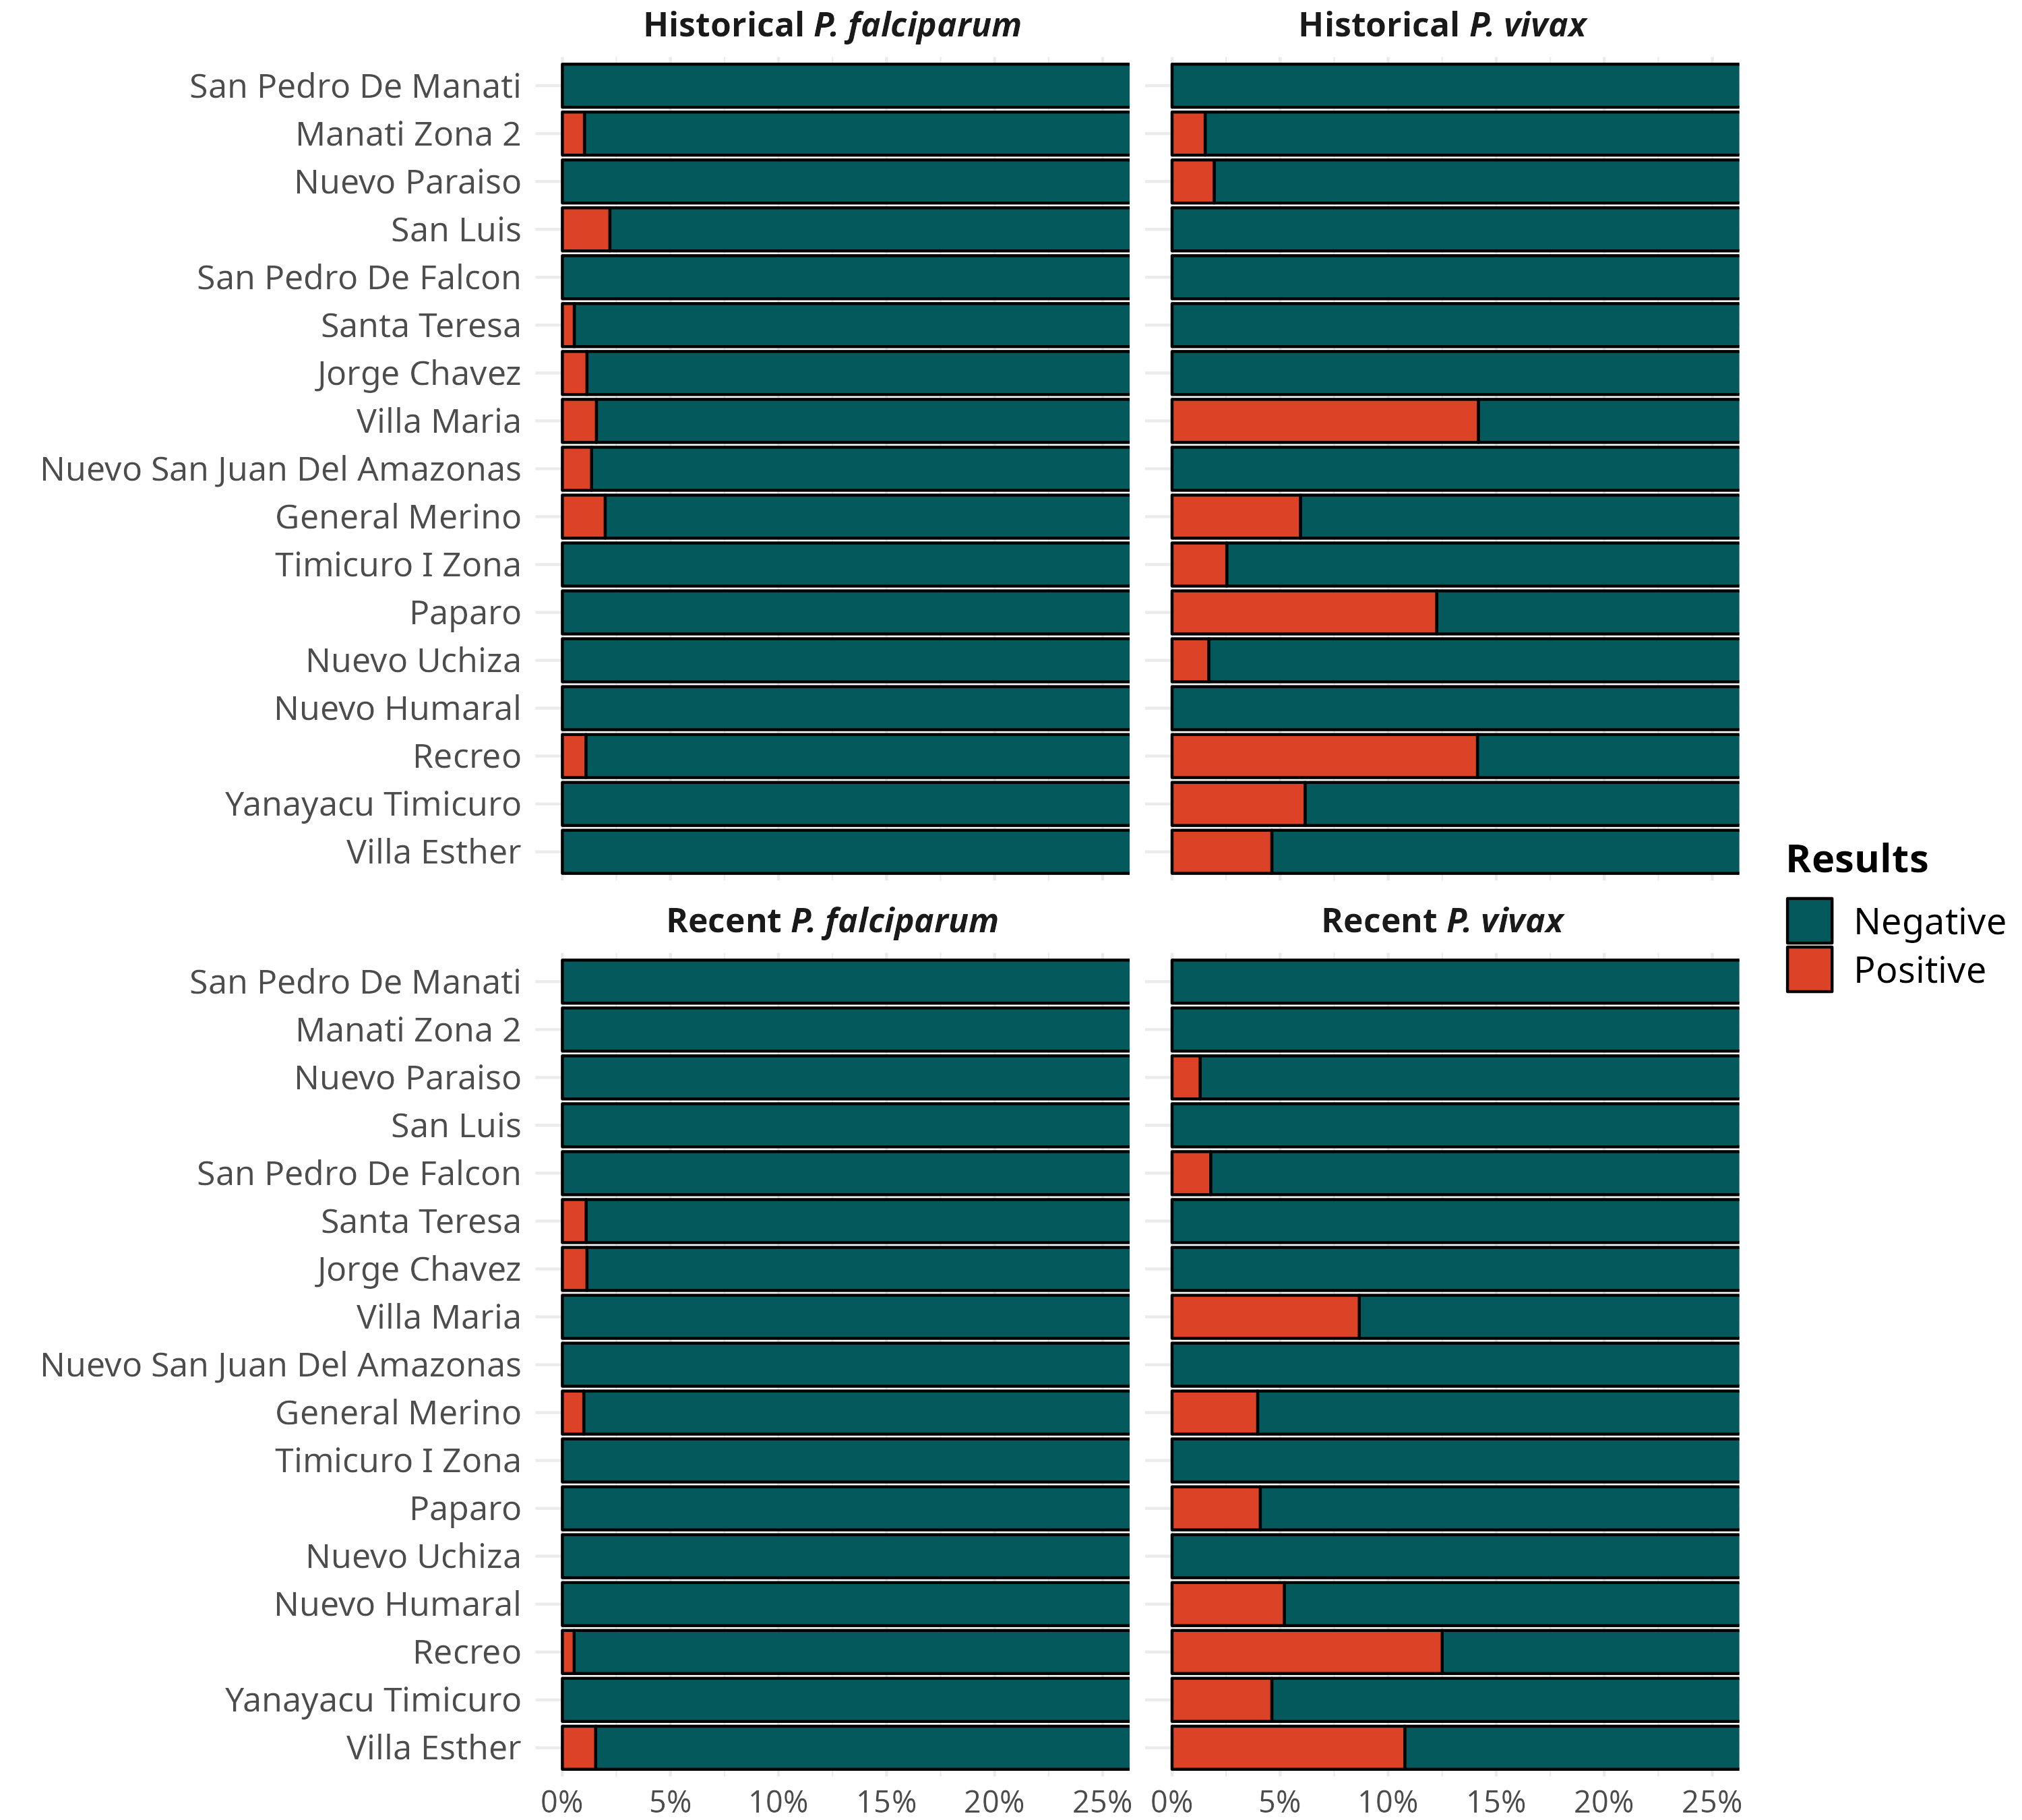 Historical P. falciparum
Historical P. vivax
San Pedro De Manati
Manati Zona 2
Nuevo Paraiso
San Luis
San Pedro De Falcon
Santa Teresa
Jorge Chavez
Villa Maria
Nuevo San Juan Del Amazonas
General Merino
Timicuro I Zona
Paparo
Nuevo Uchiza
Nuevo Humaral
Recreo
Yanayacu Timicuro
Villa Esther
Recent P. falciparum
Recent P. vivax
San Pedro De Manati
Manati Zona 2
Nuevo Paraiso
San Luis
San Pedro De Falcon
Santa Teresa
Jorge Chavez
Villa Maria
Nuevo San Juan Del Amazonas
General Merino
Timicuro I Zona
Paparo
Nuevo Uchiza
Nuevo Humaral
Recreo
Yanayacu Timicuro
Villa Esther
0% 5% 10% 15% 20% 25%
0% 5% 10% 15% 20% 25%
Results
Negative
Positive